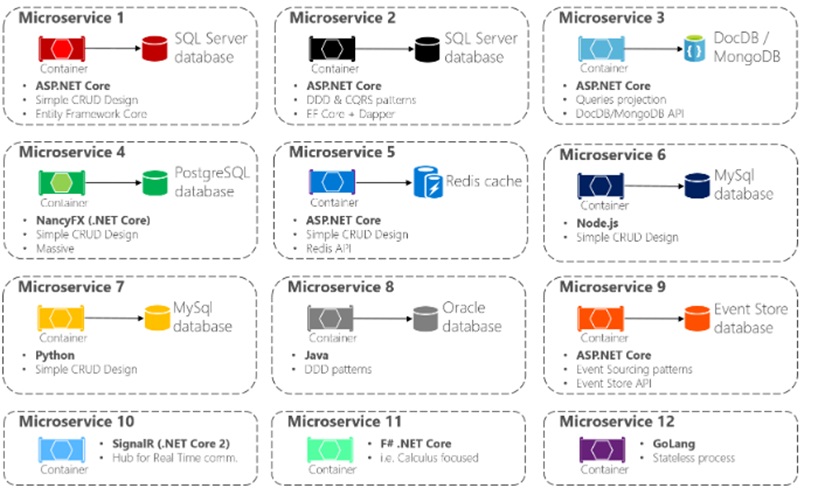 Microservice 1
SQL Server
database
Container
• ASP.NET Core
• Simple CRUD Design
• Entity Framework Core
Microservice 2
SQL Server
database
Container
• ASP.NET Core
• DDD & CQRS patterns
• EF Core + Dapper
Microservice 3
DocDB /
MongoDB
Container
• ASP.NET Core
• Queries projection
• DocDB/MongoDB API
Microservice 4
PostgreSQL
database
Container
• NancyFX (.NET Core)
• Simple CRUD Design
• Massive
Microservice 5
Redis cache
Container
• ASP.NET Core
• Simple CRUD Design
• Redis API
Microservice 6
MySql
database
Container
• Node.js
• Simple CRUD Design
Microservice 7
MySql
database
Container
• Python
• Simple CRUD Design
Microservice 8
Oracle
database
Container
• Java
• DDD patterns
Microservice 9
Event Store
database
Container
• ASP.NET Core
• Event Sourcing patterns
• Event Store API
Microservice 10
Container
• SignalR (.NET Core 2)
• Hub for Real Time comm.
Microservice 11
Container
• F# .NET Core
• i.e. Calculus focused
Microservice 12
Container
• GoLang
• Stateless process